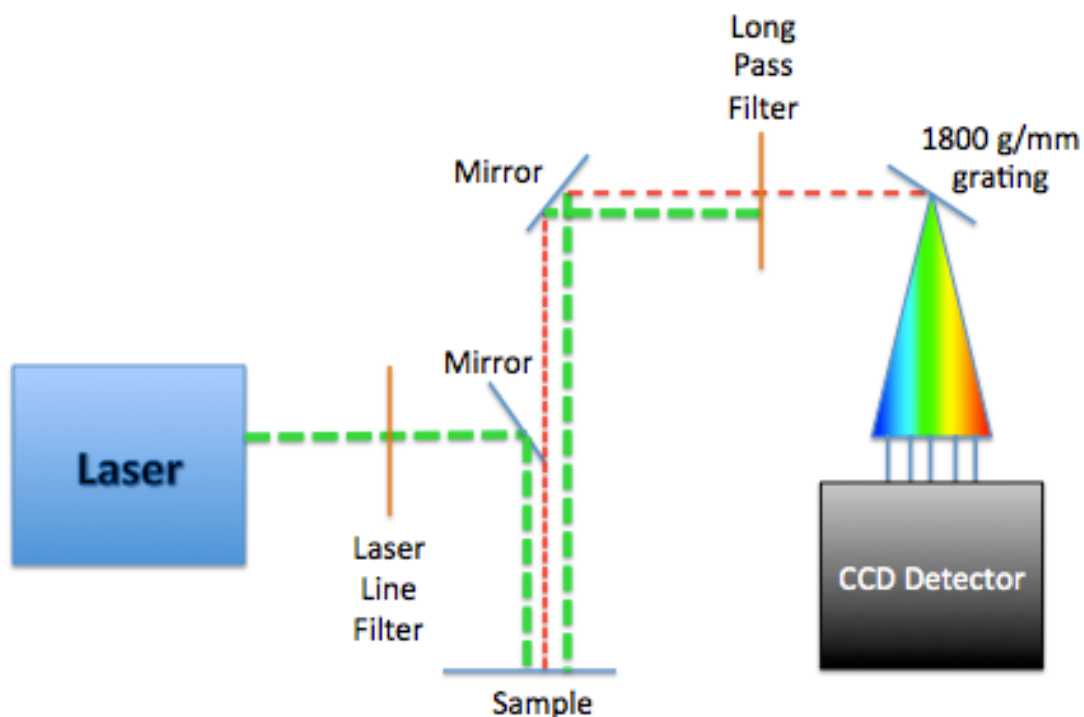 Long
Pass
Filter
1800 g/mm
grating
Mirror
Mirror
Laser
Laser
Line
Filter
CCD Detector
Sample